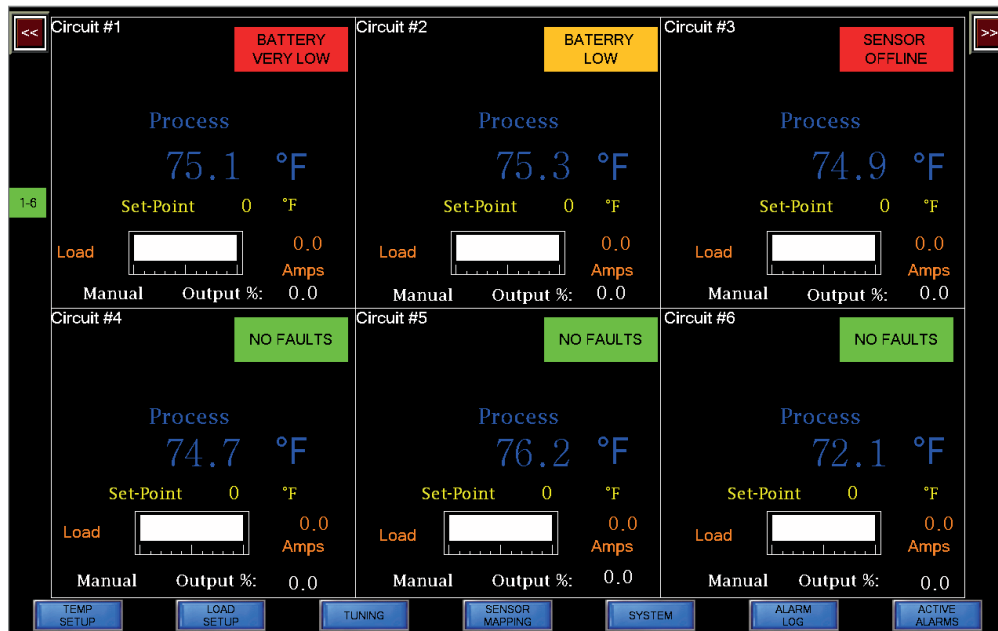 <<
>>
1-6
Circuit #1
BATTERY
VERY LOW
Process
75.1 °F
Set-Point 0 °F
Load
0.0
Amps
Manual Output %: 0.0
Circuit #2
BATERRY
LOW
Process
75.3 °F
Set-Point 0 °F
Load
0.0
Amps
Manual Output %: 0.0
Circuit #3
SENSOR
OFFLINE
Process
74.9 °F
Set-Point 0 °F
Load
0.0
Amps
Manual Output %: 0.0
Circuit #4
NO FAULTS
Process
74.7 °F
Set-Point 0 °F
Load
0.0
Amps
Manual Output %: 0.0
Circuit #5
NO FAULTS
Process
76.2 °F
Set-Point 0 °F
Load
0.0
Amps
Manual Output %: 0.0
Circuit #6
NO FAULTS
Process
72.1 °F
Set-Point 0 °F
Load
0.0
Amps
Manual Output %: 0.0
TEMP
SETUP
LOAD
SETUP
TUNING
SENSOR
MAPPING
SYSTEM
ALARM
LOG
ACTIVE
ALARMS